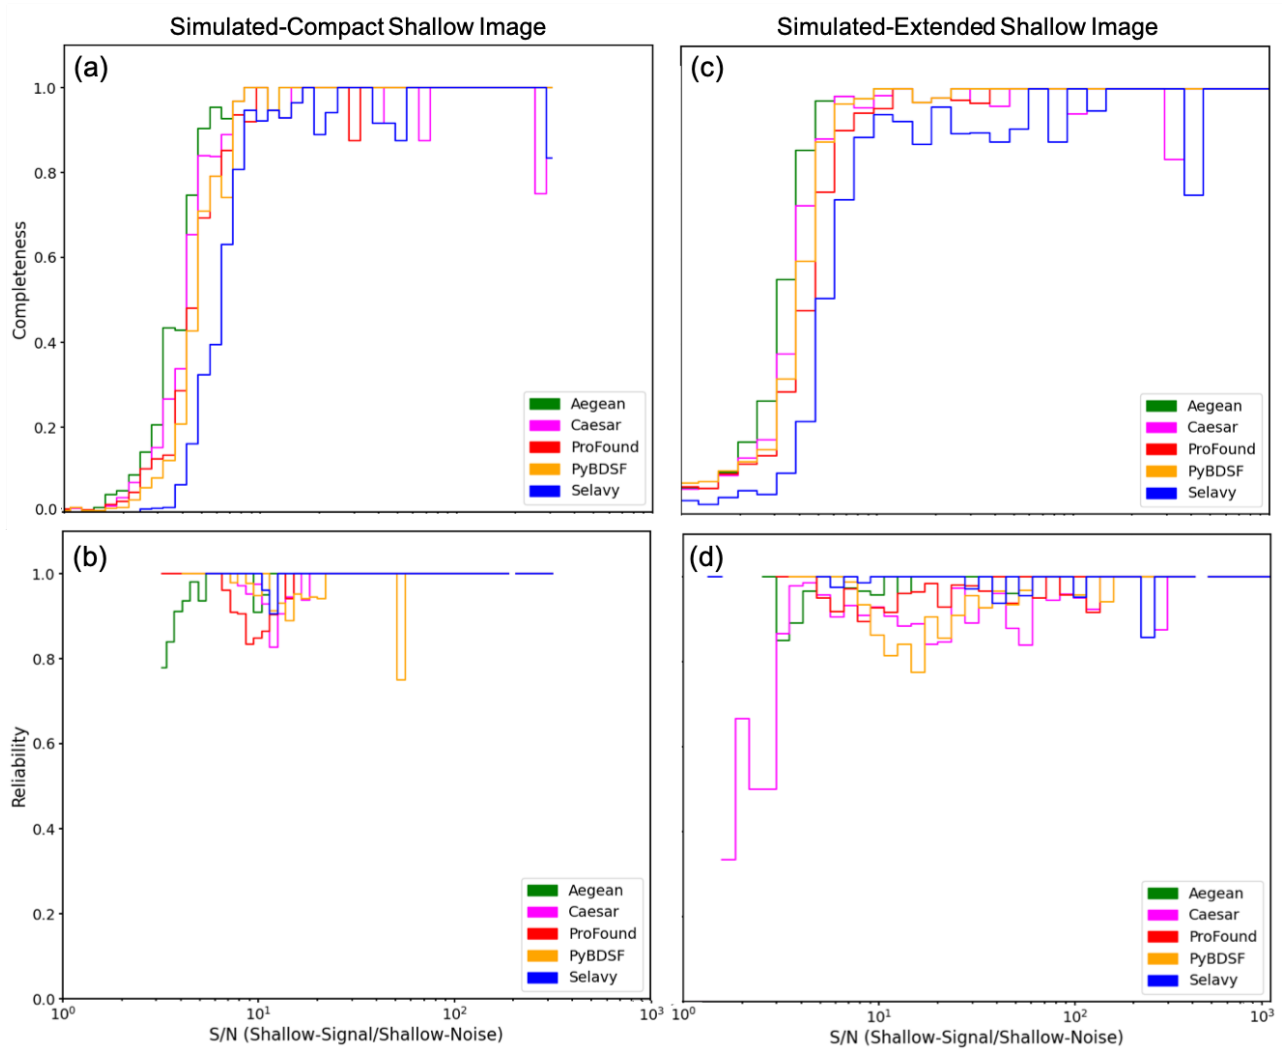 Simulated-Compact Shallow Image
Simulated-Extended Shallow Image
(a)
(c)
1.0
0.8
0.6
0.4
0.2
0.0
Completeness
Aegean
Caesar
ProFound
PyBDSF
Selavy
Aegean
Caesar
ProFound
PyBDSF
Selavy
(b)
(d)
1.0
0.8
0.6
0.4
0.2
0.0
Reliability
Aegean
Caesar
ProFound
PyBDSF
Selavy
Aegean
Caesar
ProFound
PyBDSF
Selavy
10⁰ 10¹ 10² 10³
10⁰ 10¹ 10² 10³
S/N (Shallow-Signal/Shallow-Noise)
S/N (Shallow-Signal/Shallow-Noise)